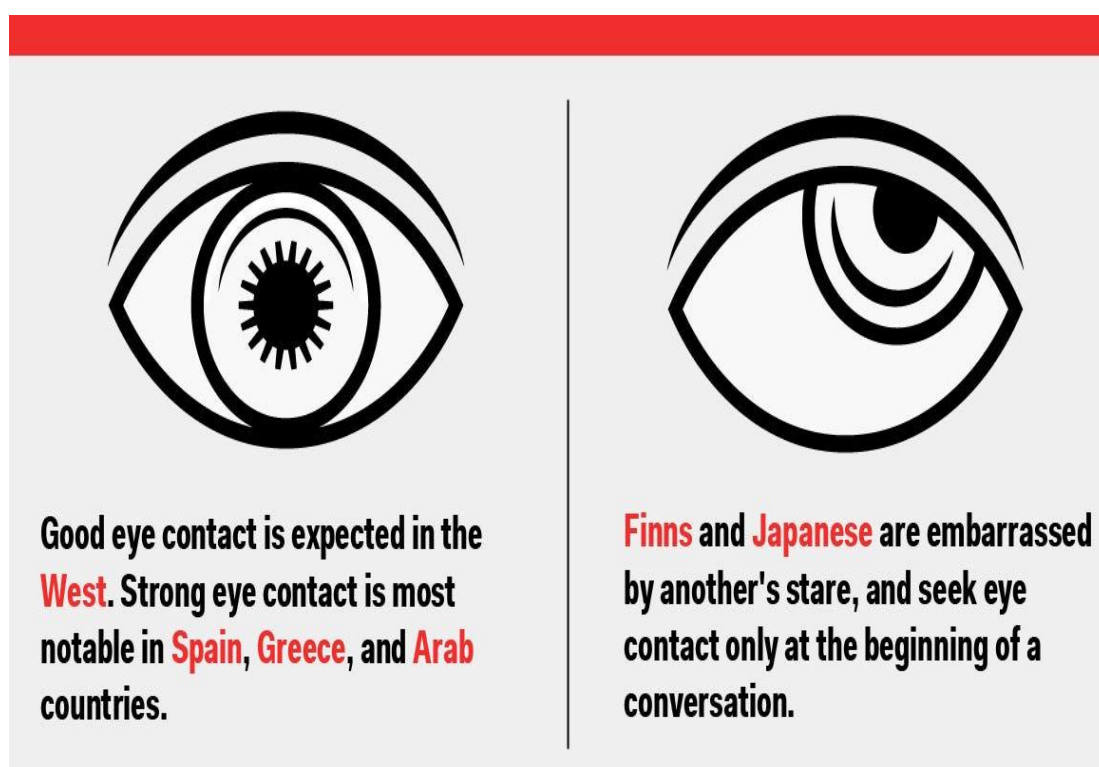 Good eye contact is expected in the
West. Strong eye contact is most
notable in Spain, Greece, and Arab
countries.
Finns and Japanese are embarrassed
by another's stare, and seek eye
contact only at the beginning of a
conversation.